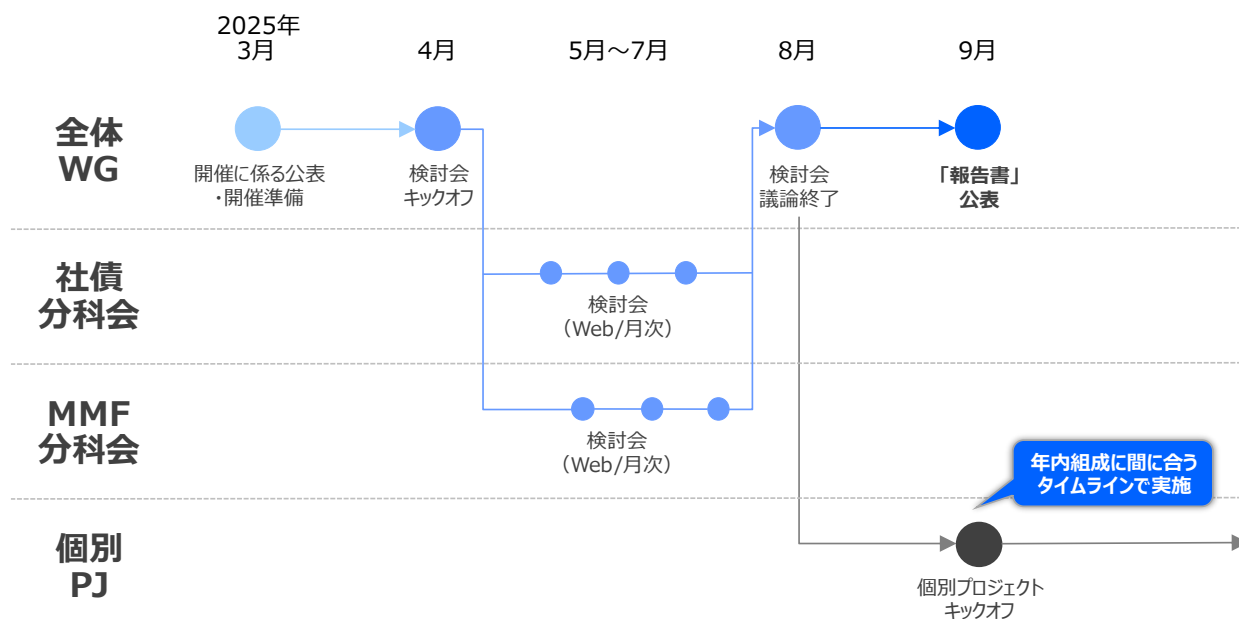 2025年
3月
4月
5月～7月
8月
9月
全体
WG
開催に係る公表
・開催準備
検討会
キックオフ
検討会
議論終了
「報告書」
公表
社債
分科会
検討会
（Web/月次）
MMF
分科会
検討会
（Web/月次）
年内組成に間に合う
タイムラインで実施
個別
PJ
個別プロジェクト
キックオフ